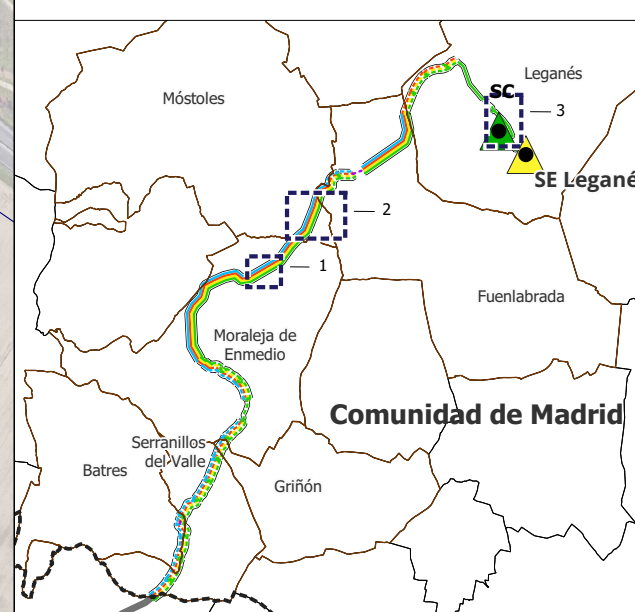 Leganés
Móstoles
SC
3
SE Legané
2
1
Fuenlabrada
Moraleja de
Enmedio
Comunidad de Madrid
Serranillos
del Valle
Batres
Griñón